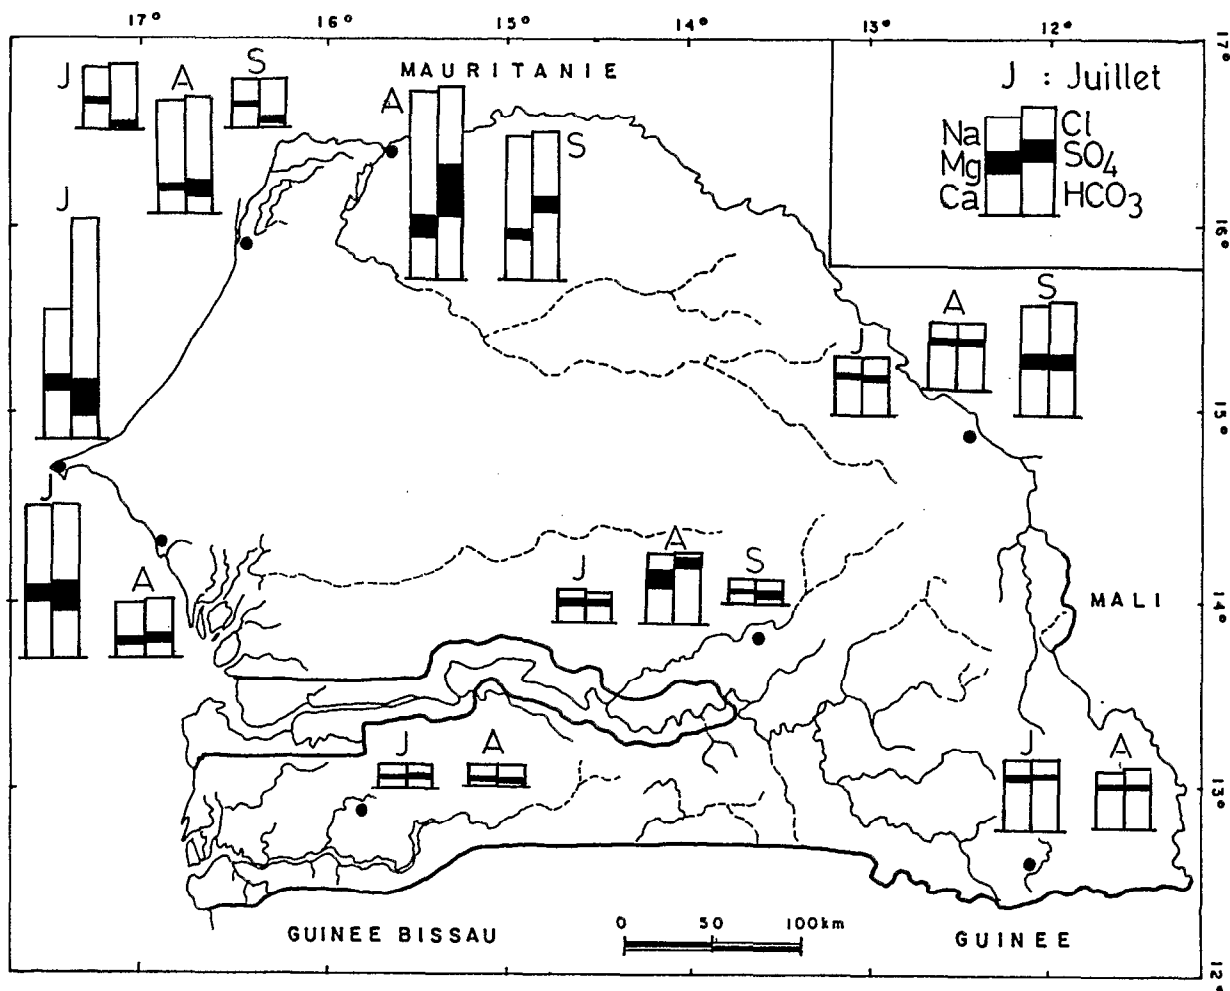 17° 16° 15° 14° 13° 12°
17°
J A S
MAURITANIE
A S
J : Juillet
Na Cl
Mg SO4
Ca HCO3
16°
J
A S
J
15°
J
A
J A S
MALI
14°
J A
J A
13°
0 50 100km
GUINEE BISSAU
GUINEE
12°